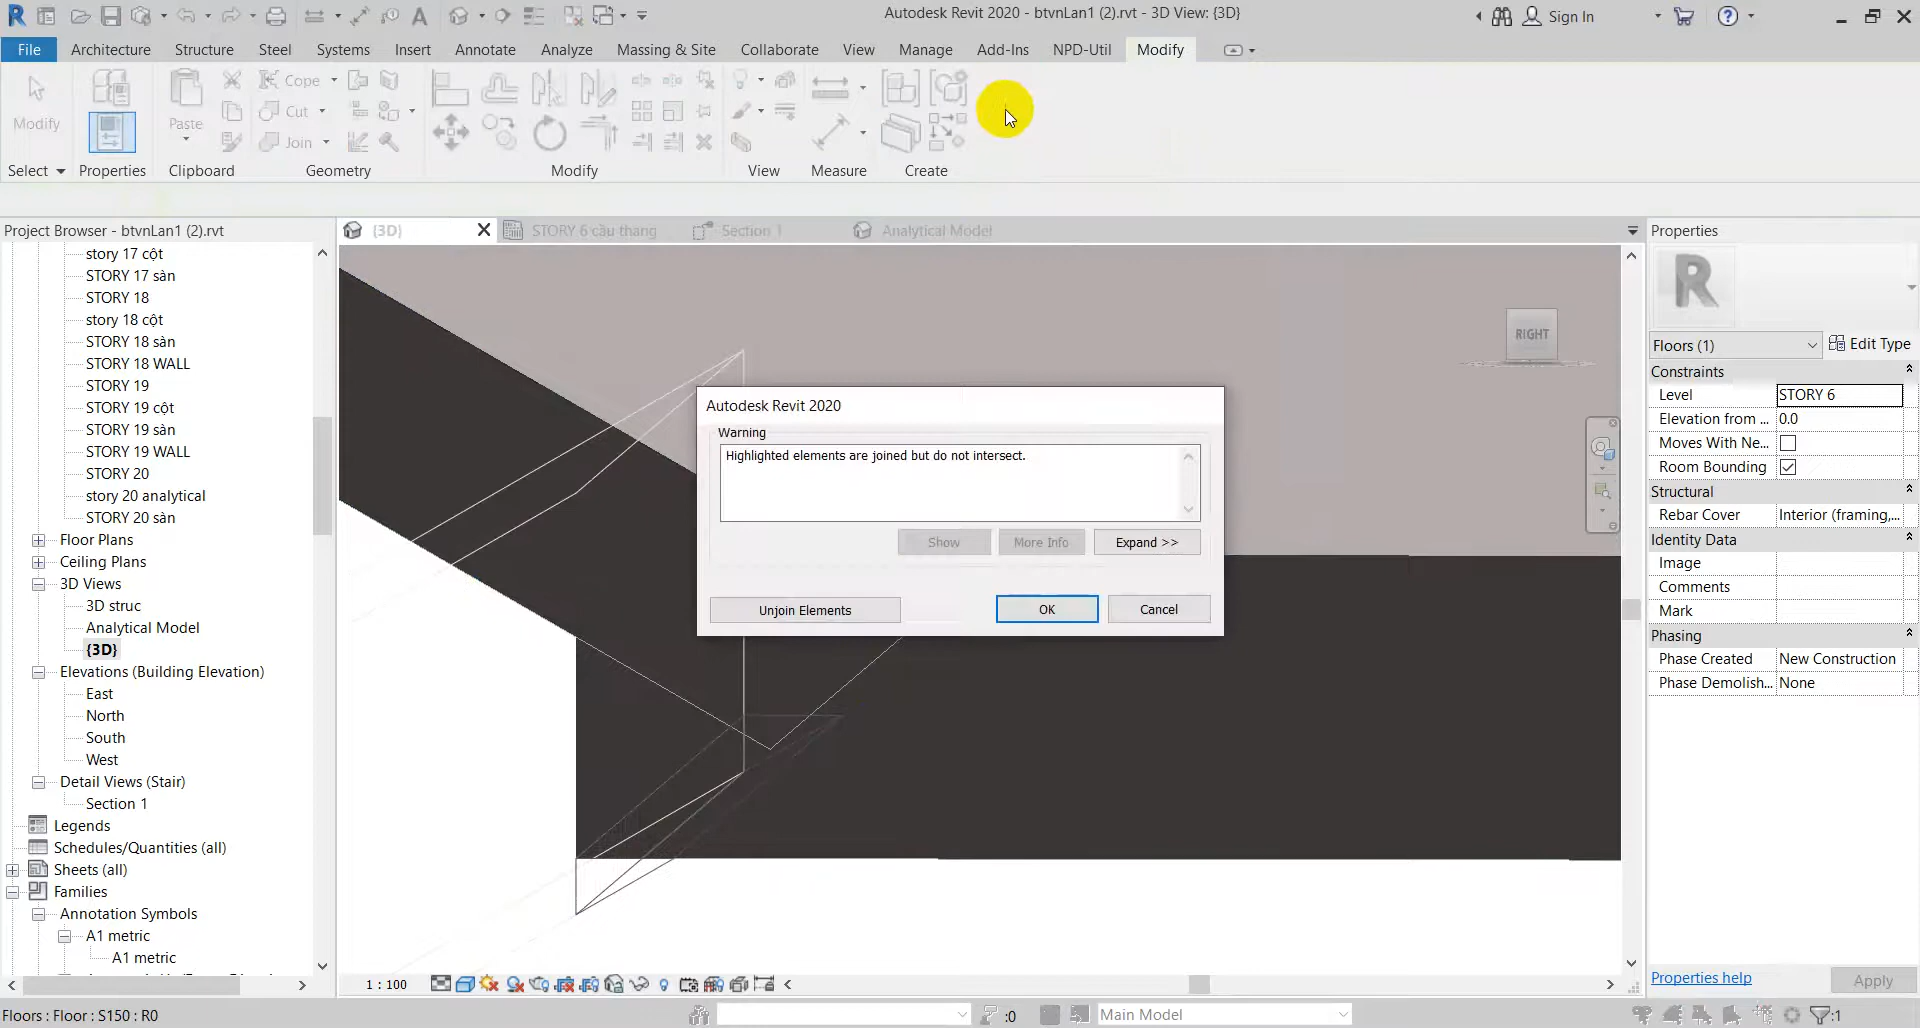 Autodesk Revit 2020 - btvnLan1 (2).rvt - 3D View: {3D}
Sign In
File
Architecture
Structure
Steel
Systems
Insert
Annotate
Analyze
Massing & Site
Collaborate
View
Manage
Add-Ins
NPD-Util
Modify
Modify
Paste
Cope
Cut
Join
Select
Properties
Clipboard
Geometry
Modify
View
Measure
Create
Project Browser - btvnLan1 (2).rvt
story 17 cột
STORY 17 sàn
STORY 18
story 18 cột
STORY 18 sàn
STORY 18 WALL
STORY 19
STORY 19 cột
STORY 19 sàn
STORY 19 WALL
STORY 20
story 20 analytical
STORY 20 sàn
Floor Plans
Ceiling Plans
3D Views
3D struc
Analytical Model
{3D}
Elevations (Building Elevation)
East
North
South
West
Detail Views (Stair)
Section 1
Legends
Schedules/Quantities (all)
Sheets (all)
Families
Annotation Symbols
A1 metric
A1 metric
{3D}
STORY 6 cầu thang
Section 1
Analytical Model
RIGHT
Autodesk Revit 2020
Warning
Highlighted elements are joined but do not intersect.
Show
More Info
Expand >>
Unjoin Elements
OK
Cancel
Properties
R
Floors (1)
Edit Type
Constraints
Level STORY 6
Elevation from ... 0.0
Moves With Ne...
Room Bounding
Structural
Rebar Cover Interior (framing,...
Identity Data
Image
Comments
Mark
Phasing
Phase Created New Construction
Phase Demolish... None
Properties help
Apply
1 : 100
Floors : Floor : S150 : R0
:0
Main Model
:1